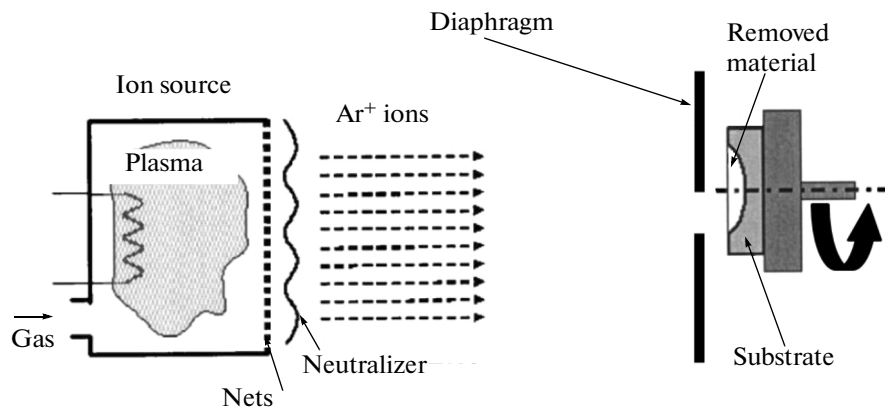 Diaphragm
Removed
material
Ion source
Ar⁺ ions
Plasma
Gas
Neutralizer
Nets
Substrate